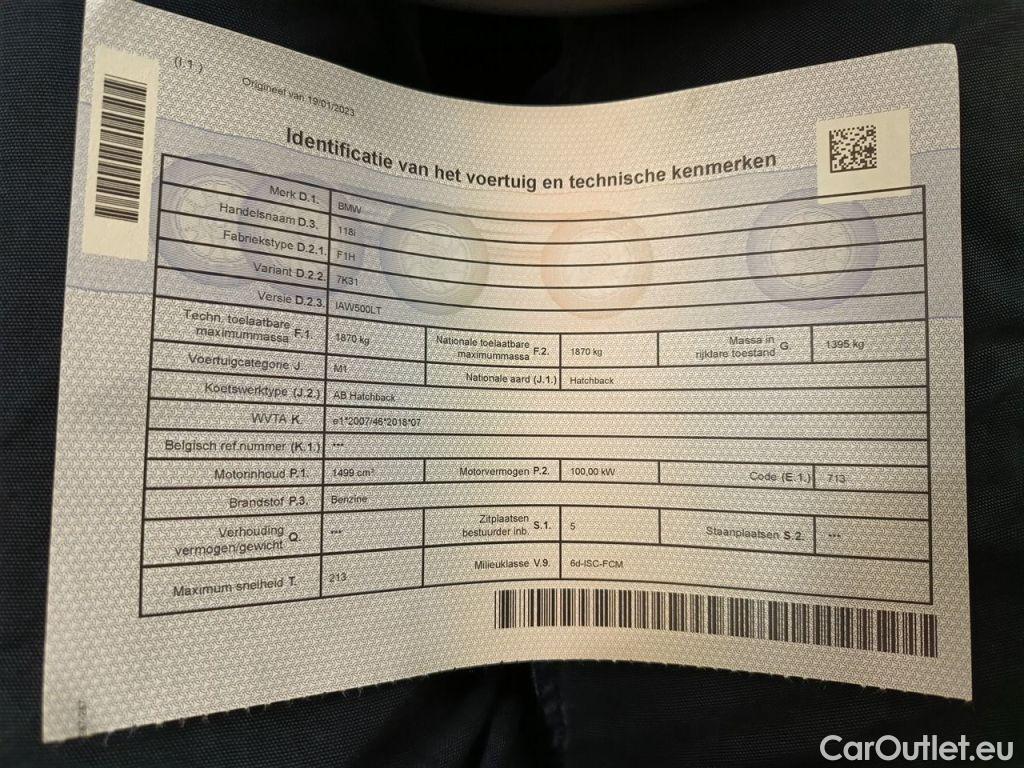 (I.1.)
Origineel van 19/01/2023
Identificatie van het voertuig en technische kenmerken
Merk D.1. BMW
Handelsnaam D.3. 118i
Fabriekstype D.2.1. F1H
Variant D.2.2. 7K31
Versie D.2.3. IAW500LT
Techn. toelaatbare maximummassa F.1. 1870 kg Nationale toelaatbare maximummassa F.2. 1870 kg Massa in rijklare toestand G. 1395 kg
Voertuigcategorie J. M1 Nationale aard (J.1.) Hatchback
Koetswerktype (J.2.) AB Hatchback
WVTA K. e1*2007/46*2018*07
Belgisch ref.nummer (K.1.) ***
Motorinhoud P.1. 1499 cm³ Motorvermogen P.2. 100,00 kW Code (E.1.) 713
Brandstof P.3. Benzine
Verhouding vermogen/gewicht Q. *** Zitplaatsen bestuurder inb. S.1. 5 Staanplaatsen S.2. ***
Maximum snelheid T. 213 Milieuklasse V.9. 6d-ISC-FCM
CarOutlet.eu